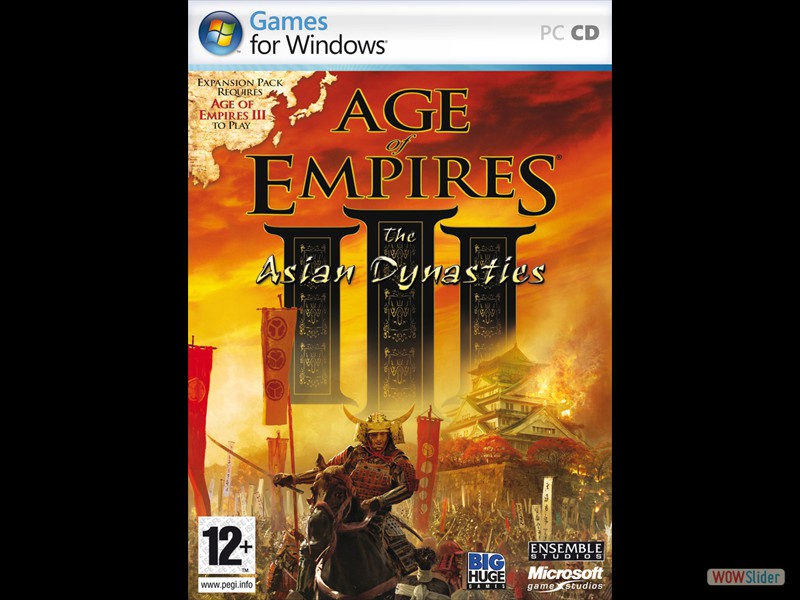 Games
for Windows®
PC CD
EXPANSION PACK
REQUIRES
AGE OF
EMPIRES III
TO PLAY
AGE
of
EMPIRES®
III
The
Asian Dynasties
12+
www.pegi.info
BIG
HUGE
GAMES
ENSEMBLE
STUDIOS
Microsoft
game studios
WOWSlider